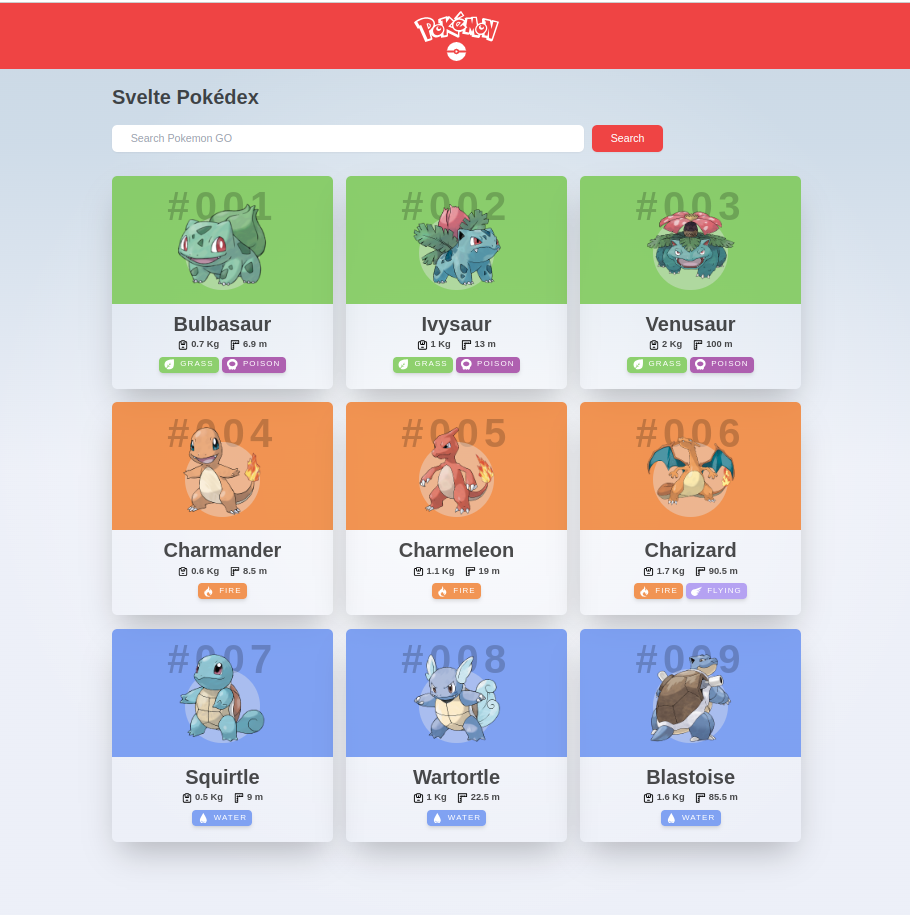 POKéMON
Svelte Pokédex
Search Pokemon GO Search
#001 #002 #003
Bulbasaur Ivysaur Venusaur
0.7 Kg 6.9 m 1 Kg 13 m 2 Kg 100 m
GRASS POISON GRASS POISON GRASS POISON
#004 #005 #006
Charmander Charmeleon Charizard
0.6 Kg 8.5 m 1.1 Kg 19 m 1.7 Kg 90.5 m
FIRE FIRE FIRE FLYING
#007 #008 #009
Squirtle Wartortle Blastoise
0.5 Kg 9 m 1 Kg 22.5 m 1.6 Kg 85.5 m
WATER WATER WATER